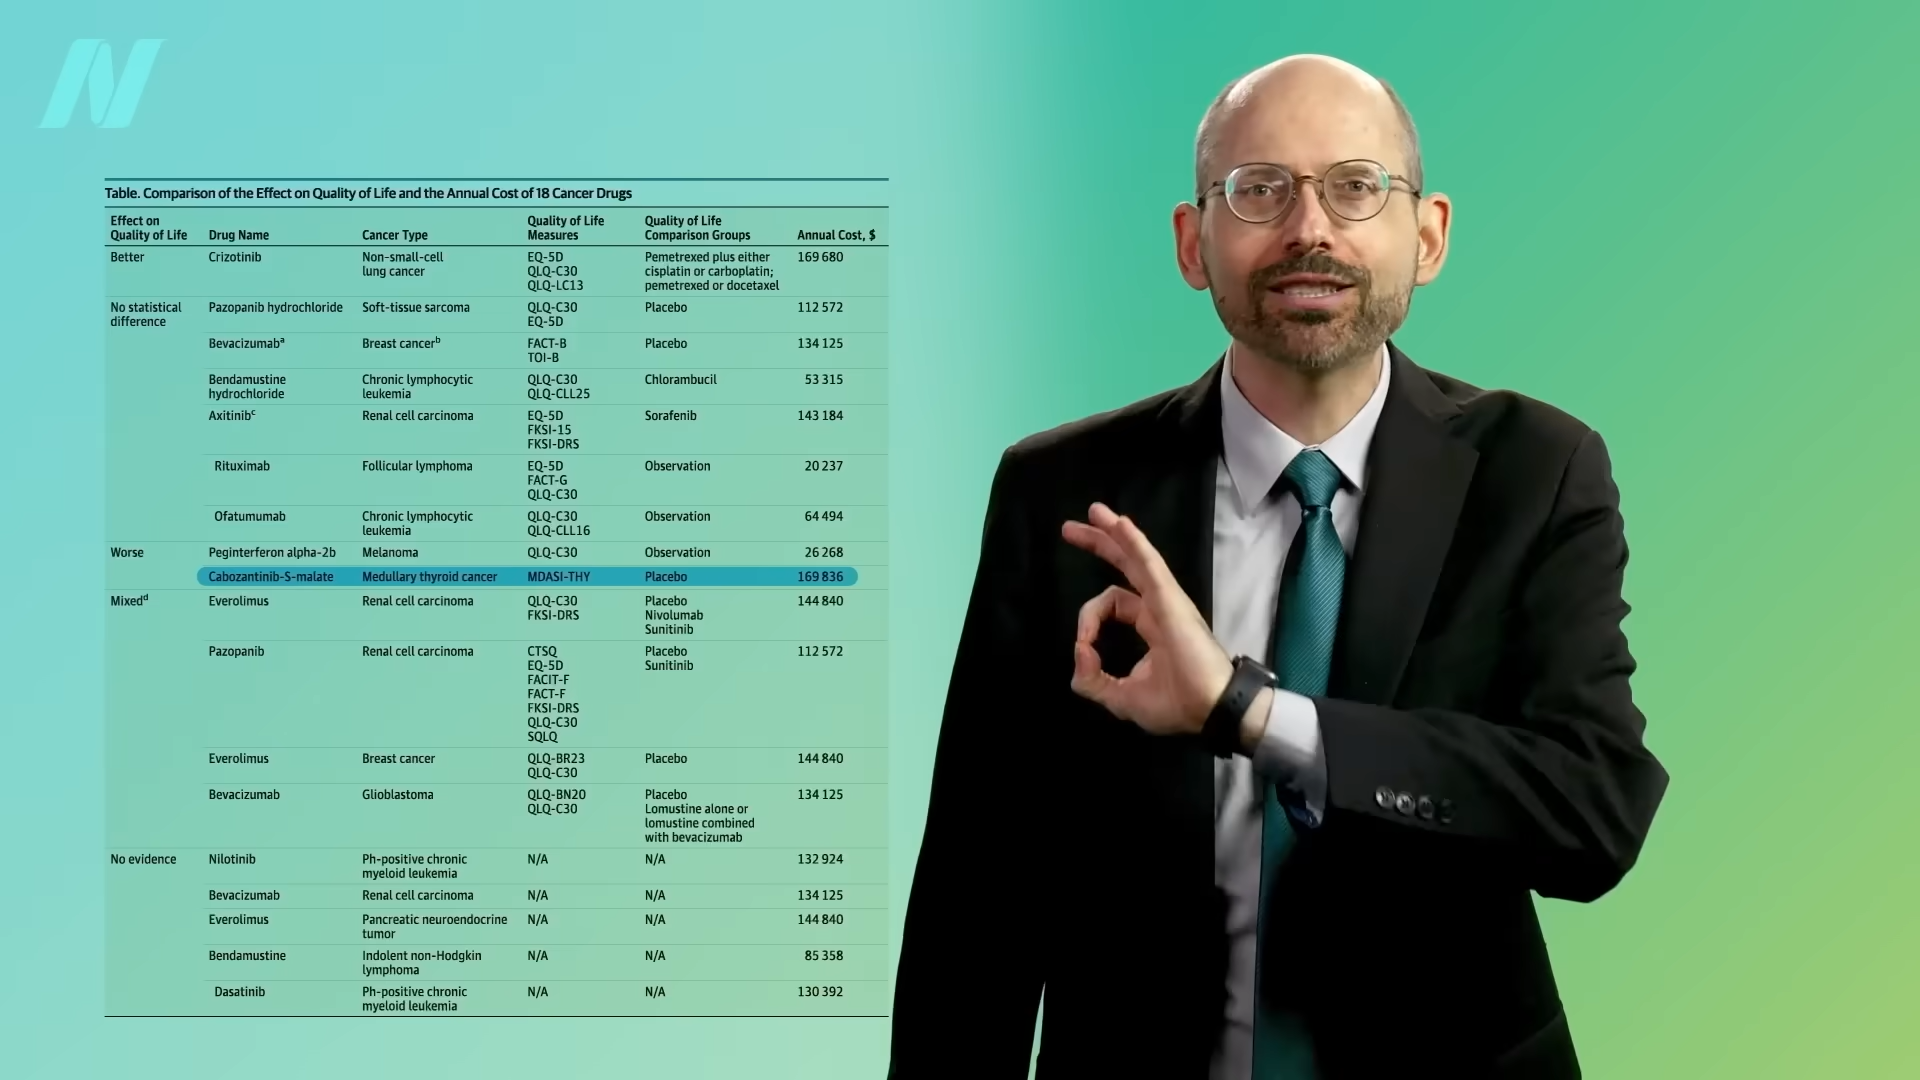 Table. Comparison of the Effect on Quality of Life and the Annual Cost of 18 Cancer Drugs
Effect on Quality of Life Drug Name Cancer Type Quality of Life Measures Quality of Life Comparison Groups Annual Cost, $
Better Crizotinib Non-small-cell EQ-5D Pemetrexed plus either 169 680
lung cancer QLQ-C30 cisplatin or carboplatin;
QLQ-LC13 pemetrexed or docetaxel
No statistical Pazopanib hydrochloride Soft-tissue sarcoma QLQ-C30 Placebo 112 572
difference EQ-5D
Bevacizumabᵃ Breast cancerᵇ FACT-B Placebo 134 125
TOI-B
Bendamustine Chronic lymphocytic QLQ-C30 Chlorambucil 53 315
hydrochloride leukemia QLQ-CLL25
Axitinibᶜ Renal cell carcinoma EQ-5D Sorafenib 143 184
FKSI-15
FKSI-DRS
Rituximab Follicular lymphoma EQ-5D Observation 20 237
FACT-G
QLQ-C30
Ofatumumab Chronic lymphocytic QLQ-C30 Observation 64 494
leukemia QLQ-CLL16
Worse Peginterferon alpha-2b Melanoma QLQ-C30 Observation 26 268
Cabozantinib-S-malate Medullary thyroid cancer MDASI-THY Placebo 169 836
Mixedᵈ Everolimus Renal cell carcinoma QLQ-C30 Placebo 144 840
FKSI-DRS Nivolumab
Sunitinib
Pazopanib Renal cell carcinoma CTSQ Placebo 112 572
EQ-5D Sunitinib
FACIT-F
FACT-F
FKSI-DRS
QLQ-C30
SQLQ
Everolimus Breast cancer QLQ-BR23 Placebo 144 840
QLQ-C30
Bevacizumab Glioblastoma QLQ-BN20 Placebo 134 125
QLQ-C30 Lomustine alone or
lomustine combined
with bevacizumab
No evidence Nilotinib Ph-positive chronic N/A N/A 132 924
myeloid leukemia
Bevacizumab Renal cell carcinoma N/A N/A 134 125
Everolimus Pancreatic neuroendocrine N/A N/A 144 840
tumor
Bendamustine Indolent non-Hodgkin N/A N/A 85 358
lymphoma
Dasatinib Ph-positive chronic N/A N/A 130 392
myeloid leukemia